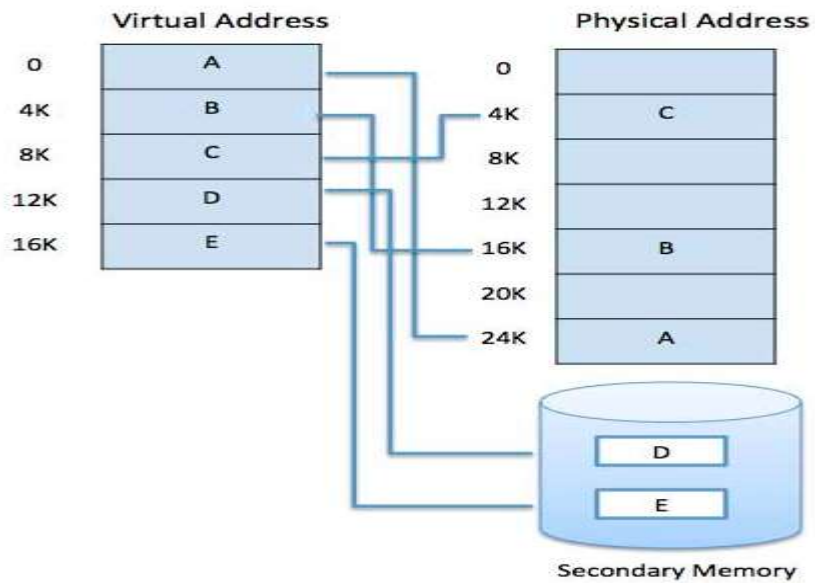 Virtual Address
0 A
4K B
8K C
12K D
16K E
Physical Address
0
4K C
8K
12K
16K B
20K
24K A
D
E
Secondary Memory